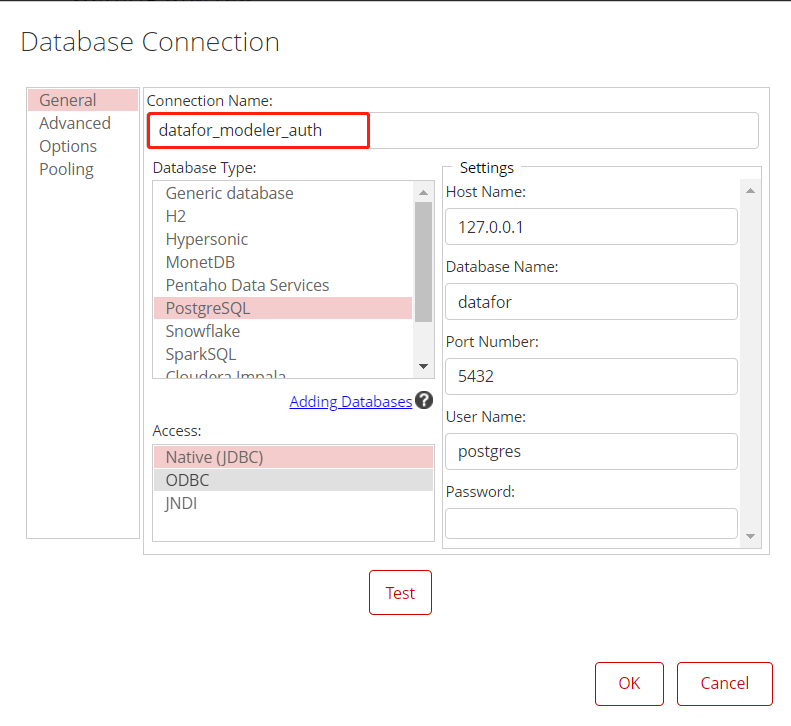 Database Connection
General
Advanced
Options
Pooling
Connection Name:
datafor_modeler_auth
Database Type:
Generic database
H2
Hypersonic
MonetDB
Pentaho Data Services
PostgreSQL
Snowflake
SparkSQL
Cloudera Impala
Adding Databases ?
Access:
Native (JDBC)
ODBC
JNDI
Settings
Host Name:
127.0.0.1
Database Name:
datafor
Port Number:
5432
User Name:
postgres
Password:
Test
OK
Cancel